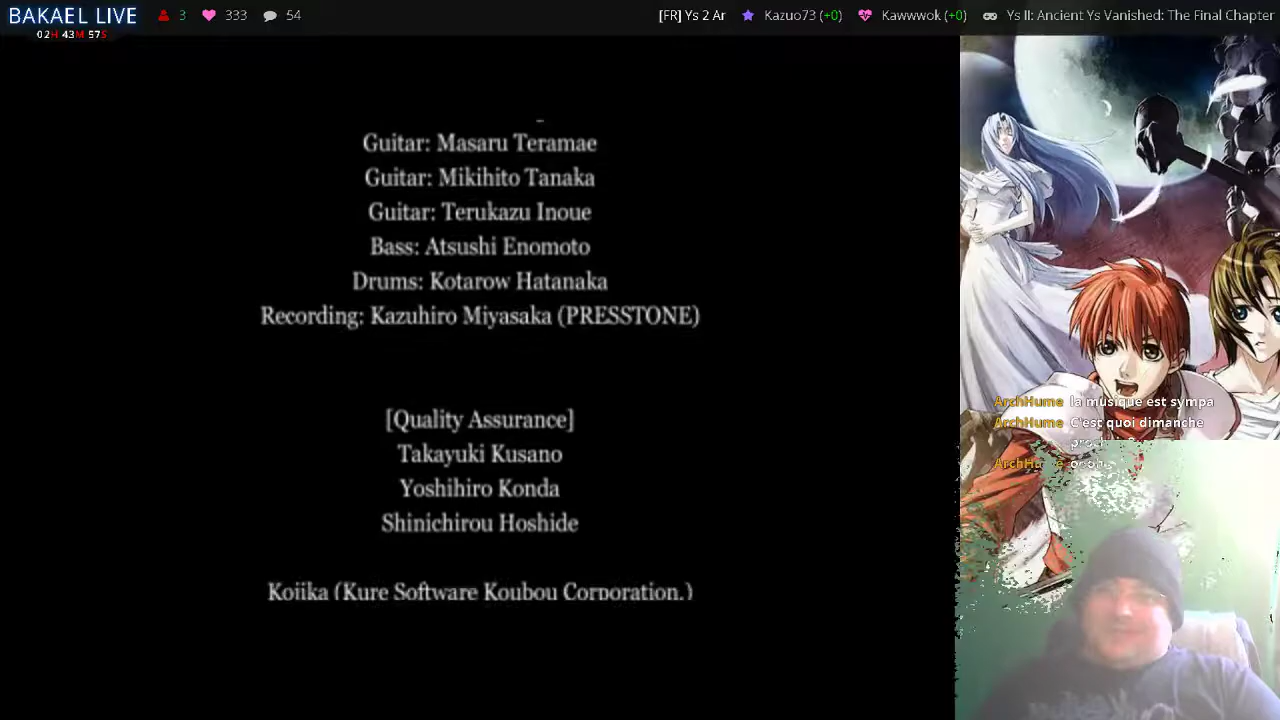 BAKAEL LIVE 3 333 54 [FR] Ys 2 Ar Kazuo73 (+0) Kawwwok (+0) Ys II: Ancient Ys Vanished: The Final Chapter
02H 43M 57S
Guitar: Masaru Teramae
Guitar: Mikihito Tanaka
Guitar: Terukazu Inoue
Bass: Atsushi Enomoto
Drums: Kotarow Hatanaka
Recording: Kazuhiro Miyasaka (PRESSTONE)
[Quality Assurance]
Takayuki Kusano
Yoshihiro Konda
Shinichirou Hoshide
Kojika (Kure Software Koubou Corporation.)
ArchHume la musique est sympa
ArchHume C'est quoi dimanche
oooh